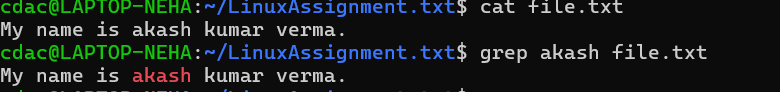 cdac@LAPTOP-NEHA:~/LinuxAssignment.txt$ cat file.txt
My name is akash kumar verma.
cdac@LAPTOP-NEHA:~/LinuxAssignment.txt$ grep akash file.txt
My name is akash kumar verma.